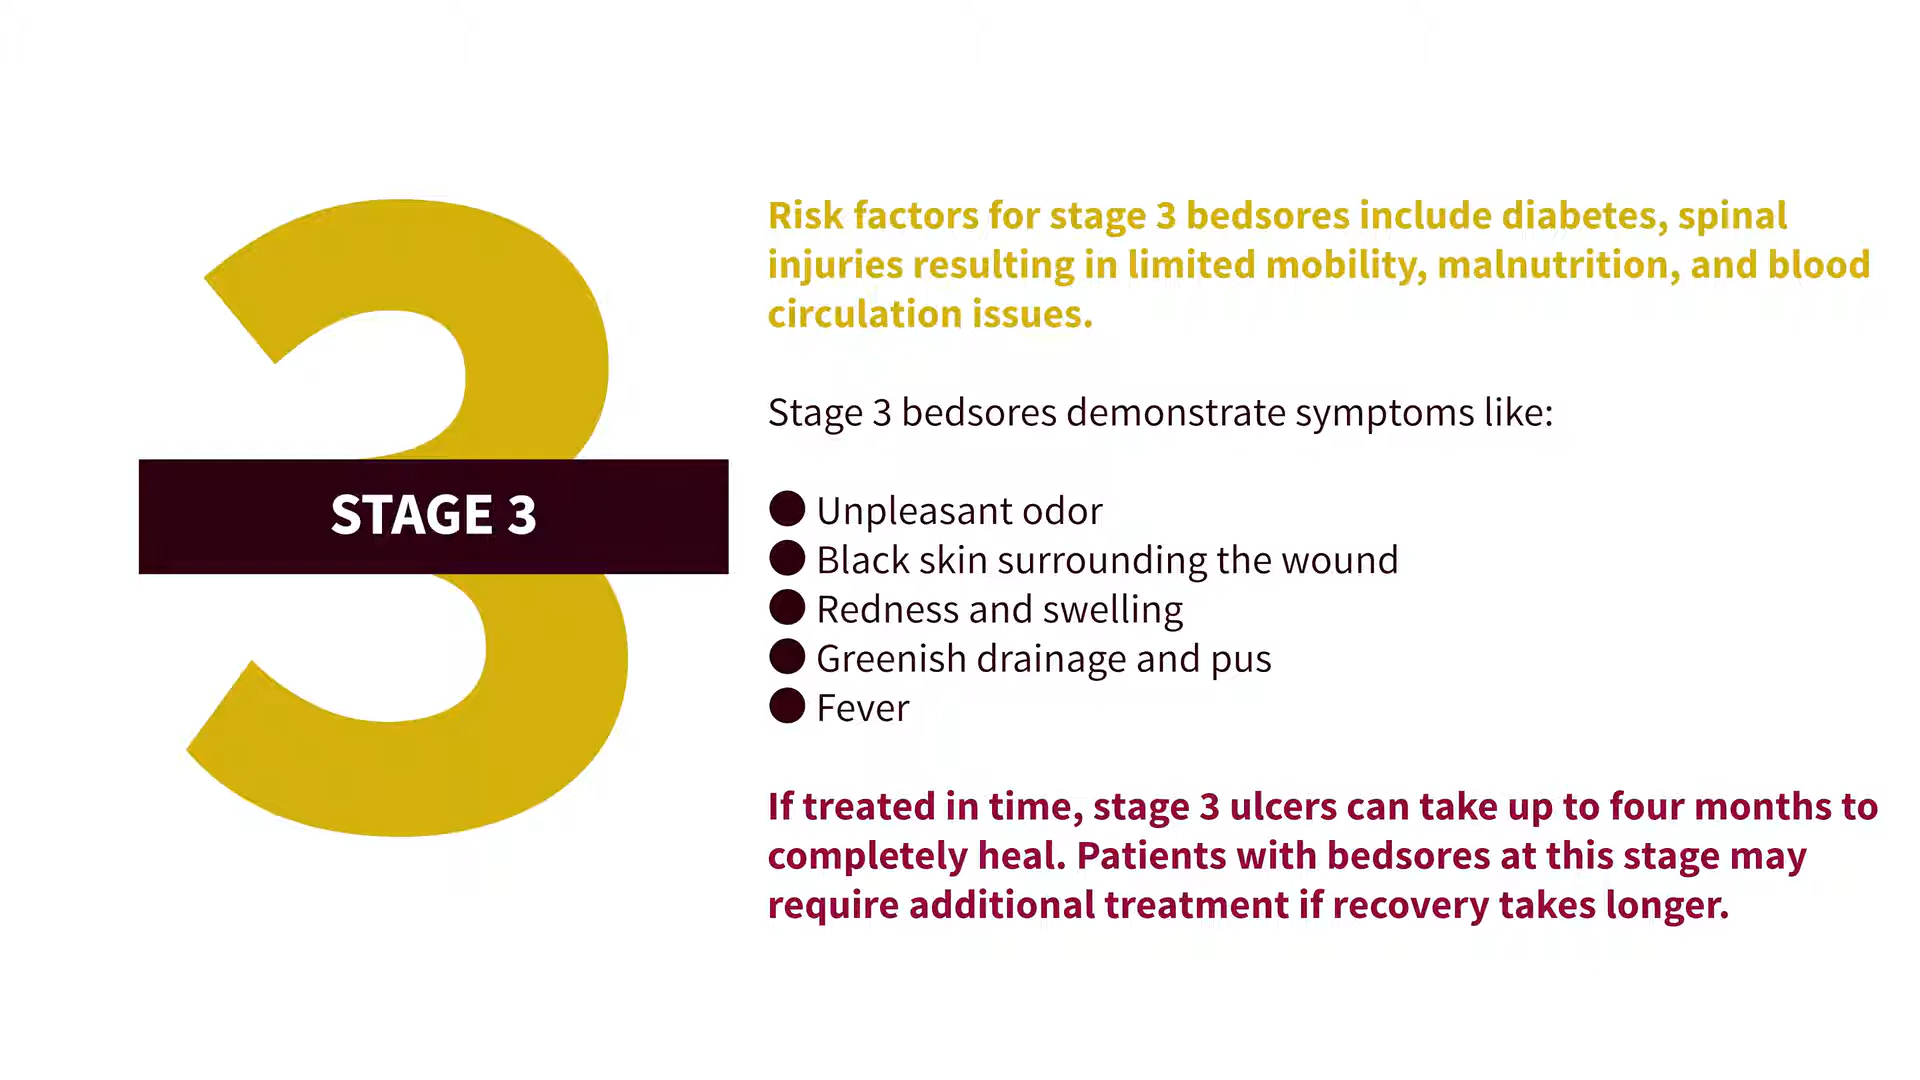 STAGE 3
Risk factors for stage 3 bedsores include diabetes, spinal
injuries resulting in limited mobility, malnutrition, and blood
circulation issues.
Stage 3 bedsores demonstrate symptoms like:
● Unpleasant odor
● Black skin surrounding the wound
● Redness and swelling
● Greenish drainage and pus
● Fever
If treated in time, stage 3 ulcers can take up to four months to
completely heal. Patients with bedsores at this stage may
require additional treatment if recovery takes longer.
3